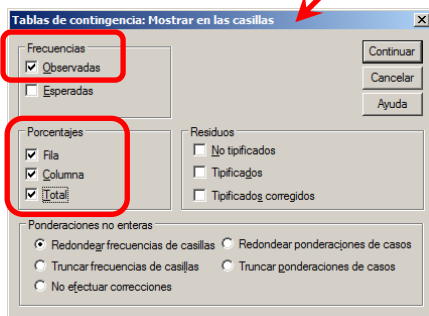 Tablas de contingencia: Mostrar en las casillas
Frecuencias
Observadas
Esperadas
Continuar
Cancelar
Ayuda
Porcentajes
Fila
Columna
Total
Residuos
No tipificados
Tipificados
Tipificados corregidos
Ponderaciones no enteras
Redondear frecuencias de casillas Redondear ponderaciones de casos
Truncar frecuencias de casillas Truncar ponderaciones de casos
No efectuar correcciones